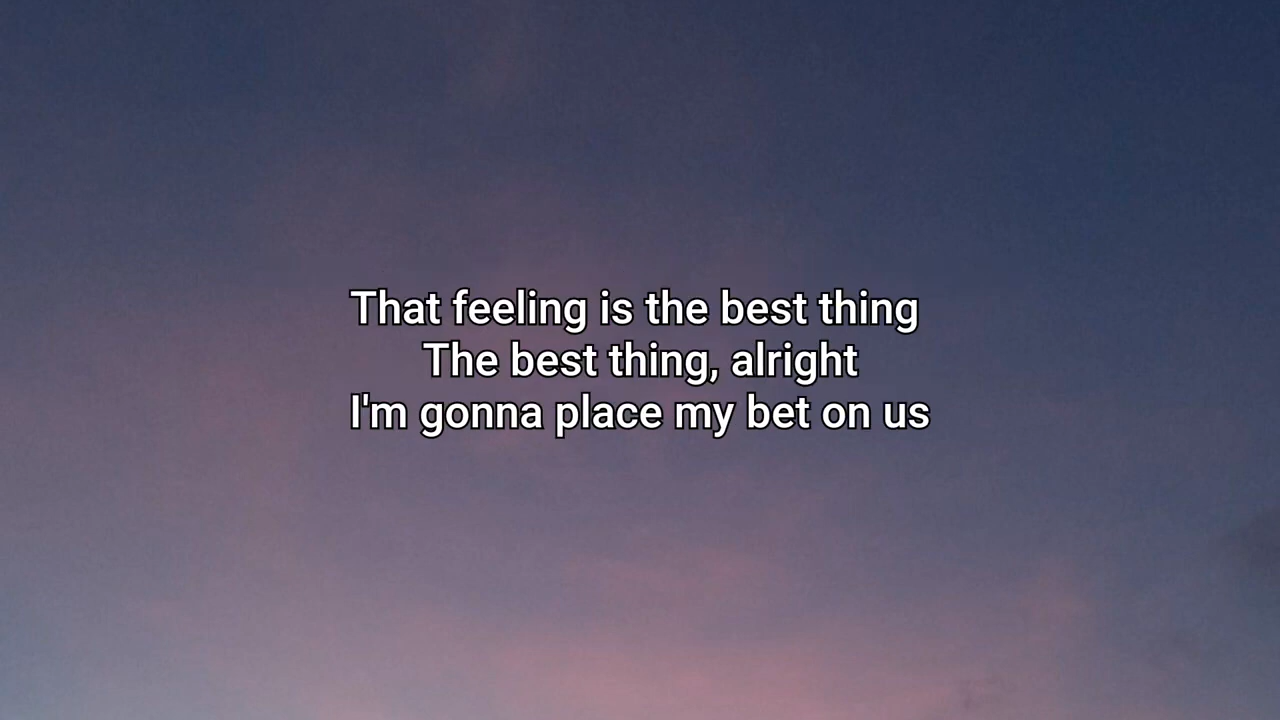 That feeling is the best thing
The best thing, alright
I'm gonna place my bet on us